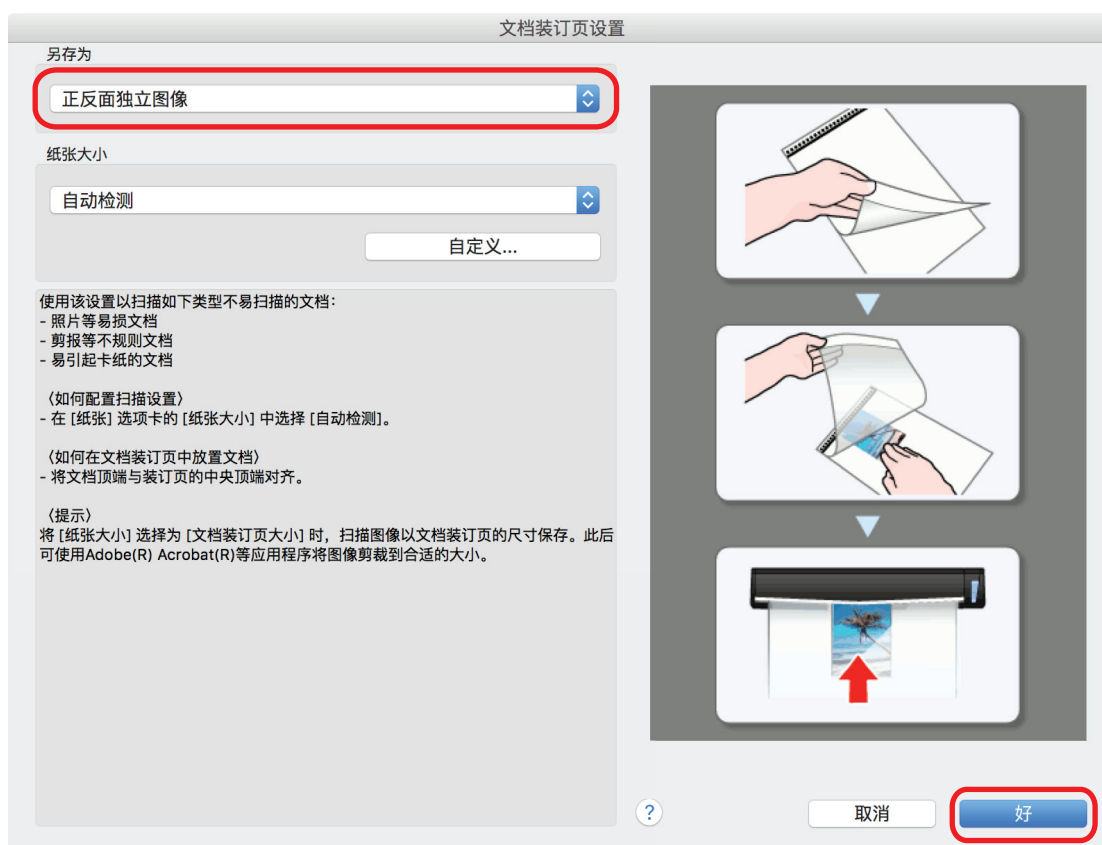 文档装订页设置
另存为
正反面独立图像
纸张大小
自动检测
自定义...
使用该设置以扫描如下类型不易扫描的文档：
- 照片等易损文档
- 剪报等不规则文档
- 易引起卡纸的文档
〈如何配置扫描设置〉
- 在 [纸张] 选项卡的 [纸张大小] 中选择 [自动检测]。
〈如何在文档装订页中放置文档〉
- 将文档顶端与装订页的中央顶端对齐。
〈提示〉
将 [纸张大小] 选择为 [文档装订页大小] 时，扫描图像以文档装订页的尺寸保存。此后
可使用Adobe(R) Acrobat(R)等应用程序将图像剪裁到合适的大小。
?
取消
好